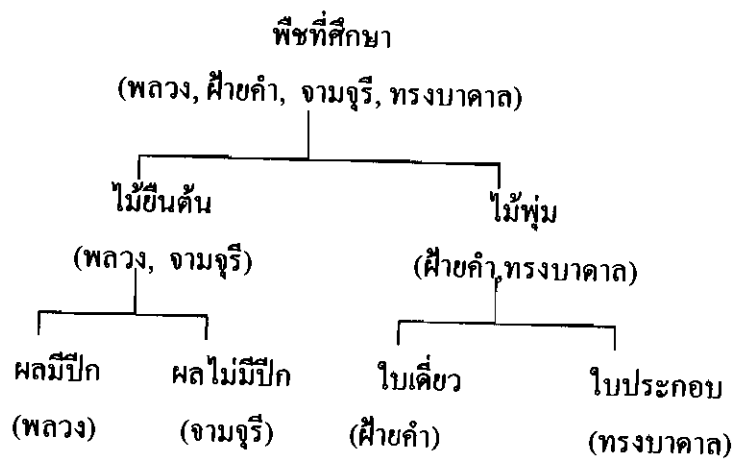 พืชที่ศึกษา
(พลวง, ฝ้ายคำ, จามจุรี, ทรงบาดาล)
ไม้ยืนต้น
ไม้พุ่ม
(พลวง, จามจุรี)
(ฝ้ายคำ,ทรงบาดาล)
ผลมีปีก
ผลไม่มีปีก
ใบเดี่ยว
ใบประกอบ
(พลวง)
(จามจุรี)
(ฝ้ายคำ)
(ทรงบาดาล)